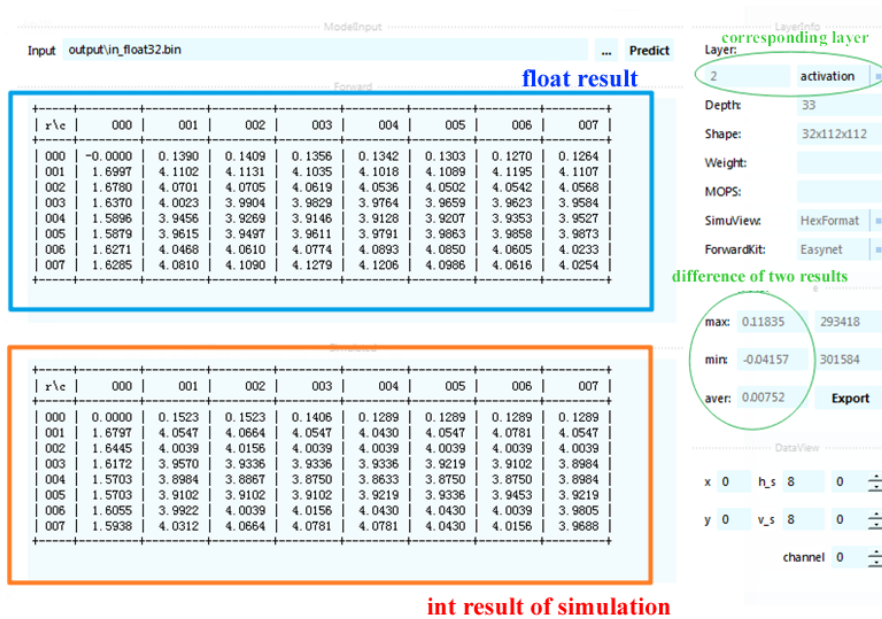 ModelInput
Input output\in_float32.bin ... Predict
float result
Forward
| r\c | 000 | 001 | 002 | 003 | 004 | 005 | 006 | 007 |
| 000 | -0.0000 | 0.1390 | 0.1409 | 0.1356 | 0.1342 | 0.1303 | 0.1270 | 0.1264 |
| 001 | 1.6997 | 4.1102 | 4.1131 | 4.1035 | 4.1018 | 4.1089 | 4.1195 | 4.1107 |
| 002 | 1.6780 | 4.0701 | 4.0705 | 4.0619 | 4.0536 | 4.0502 | 4.0542 | 4.0568 |
| 003 | 1.6370 | 4.0023 | 3.9904 | 3.9829 | 3.9764 | 3.9659 | 3.9623 | 3.9584 |
| 004 | 1.5896 | 3.9456 | 3.9269 | 3.9146 | 3.9128 | 3.9207 | 3.9353 | 3.9527 |
| 005 | 1.5879 | 3.9615 | 3.9497 | 3.9611 | 3.9791 | 3.9863 | 3.9858 | 3.9873 |
| 006 | 1.6271 | 4.0468 | 4.0610 | 4.0774 | 4.0893 | 4.0850 | 4.0605 | 4.0233 |
| 007 | 1.6285 | 4.0810 | 4.1090 | 4.1279 | 4.1206 | 4.0986 | 4.0616 | 4.0254 |
| r\c | 000 | 001 | 002 | 003 | 004 | 005 | 006 | 007 |
| 000 | 0.0000 | 0.1523 | 0.1523 | 0.1406 | 0.1289 | 0.1289 | 0.1289 | 0.1289 |
| 001 | 1.6797 | 4.0547 | 4.0664 | 4.0547 | 4.0430 | 4.0547 | 4.0781 | 4.0547 |
| 002 | 1.6445 | 4.0039 | 4.0156 | 4.0039 | 4.0039 | 4.0039 | 4.0039 | 4.0039 |
| 003 | 1.6172 | 3.9570 | 3.9336 | 3.9336 | 3.9336 | 3.9219 | 3.9102 | 3.8984 |
| 004 | 1.5703 | 3.8984 | 3.8867 | 3.8750 | 3.8633 | 3.8750 | 3.8750 | 3.8984 |
| 005 | 1.5703 | 3.9102 | 3.9102 | 3.9102 | 3.9219 | 3.9336 | 3.9453 | 3.9219 |
| 006 | 1.6055 | 3.9922 | 4.0039 | 4.0156 | 4.0430 | 4.0430 | 4.0039 | 3.9805 |
| 007 | 1.5938 | 4.0312 | 4.0664 | 4.0781 | 4.0781 | 4.0430 | 4.0156 | 3.9688 |
int result of simulation
LayerInfo
corresponding layer
Layer:
2 activation
Depth: 33
Shape: 32x112x112
Weight:
MOPS:
SimuView: HexFormat
ForwardKit: Easynet
difference of two results
max: 0.11835 293418
min: -0.04157 301584
aver: 0.00752 Export
DataView
x 0 h_s 8 0
y 0 v_s 8 0
channel 0